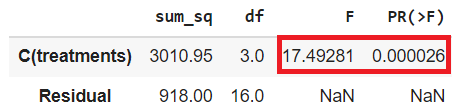 sum_sq df F PR(>F)
C(treatments) 3010.95 3.0 17.49281 0.000026
Residual 918.00 16.0 NaN NaN